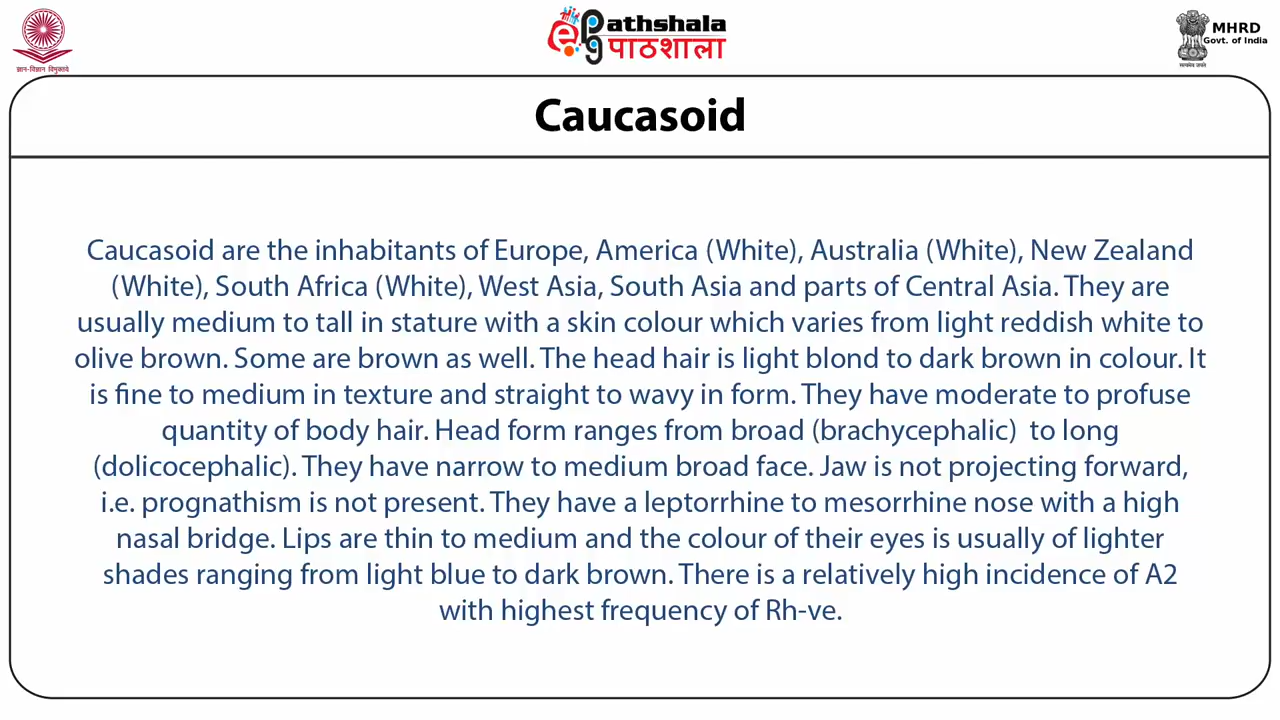 ज्ञान-विज्ञान विमुक्तये
ePG Pathshala
पाठशाला
MHRD
Govt. of India
सत्यमेव जयते
Caucasoid
Caucasoid are the inhabitants of Europe, America (White), Australia (White), New Zealand
(White), South Africa (White), West Asia, South Asia and parts of Central Asia. They are
usually medium to tall in stature with a skin colour which varies from light reddish white to
olive brown. Some are brown as well. The head hair is light blond to dark brown in colour. It
is fine to medium in texture and straight to wavy in form. They have moderate to profuse
quantity of body hair. Head form ranges from broad (brachycephalic)  to long
(dolicocephalic). They have narrow to medium broad face. Jaw is not projecting forward,
i.e. prognathism is not present. They have a leptorrhine to mesorrhine nose with a high
nasal bridge. Lips are thin to medium and the colour of their eyes is usually of lighter
shades ranging from light blue to dark brown. There is a relatively high incidence of A2
with highest frequency of Rh-ve.